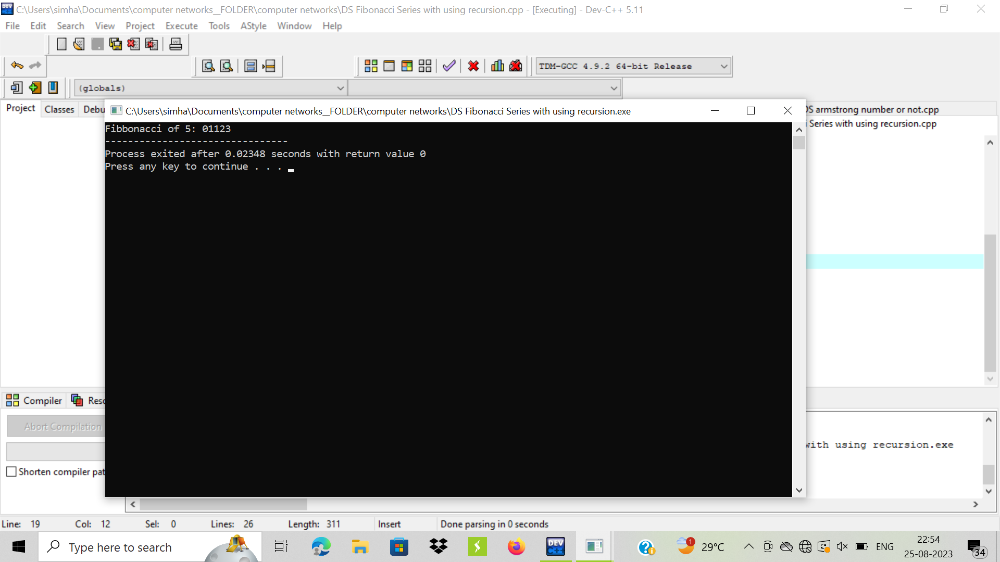 C:\Users\simha\Documents\computer networks__FOLDER\computer networks\DS Fibonacci Series with using recursion.cpp - [Executing] - Dev-C++ 5.11
File Edit Search View Project Execute Tools AStyle Window Help
TDM-GCC 4.9.2 64-bit Release
(globals)
Project Classes Debu
C:\Users\simha\Documents\computer networks__FOLDER\computer networks\DS Fibonacci Series with using recursion.exe
DS armstrong number or not.cpp
i Series with using recursion.cpp
Fibbonacci of 5: 01123
--------------------------------
Process exited after 0.02348 seconds with return value 0
Press any key to continue . . .
Compiler Reso
Abort Compilation
with using recursion.exe
Shorten compiler pat
Line: 19 Col: 12 Sel: 0 Lines: 26 Length: 311 Insert Done parsing in 0 seconds
Type here to search
DEV C++
1
29°C
ENG
22:54
25-08-2023
34